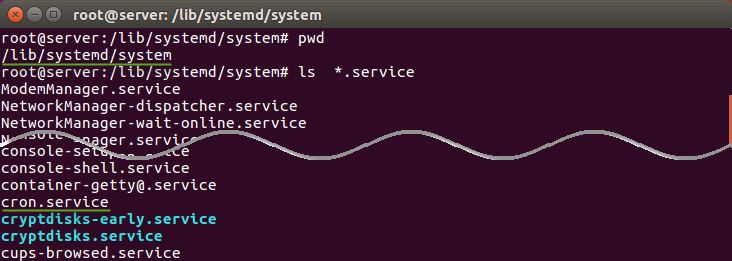 root@server: /lib/systemd/system
root@server:/lib/systemd/system# pwd
/lib/systemd/system
root@server:/lib/systemd/system# ls  *.service
ModemManager.service
NetworkManager-dispatcher.service
NetworkManager-wait-online.service
console-shell.service
container-getty@.service
cron.service
cryptdisks-early.service
cryptdisks.service
cups-browsed.service